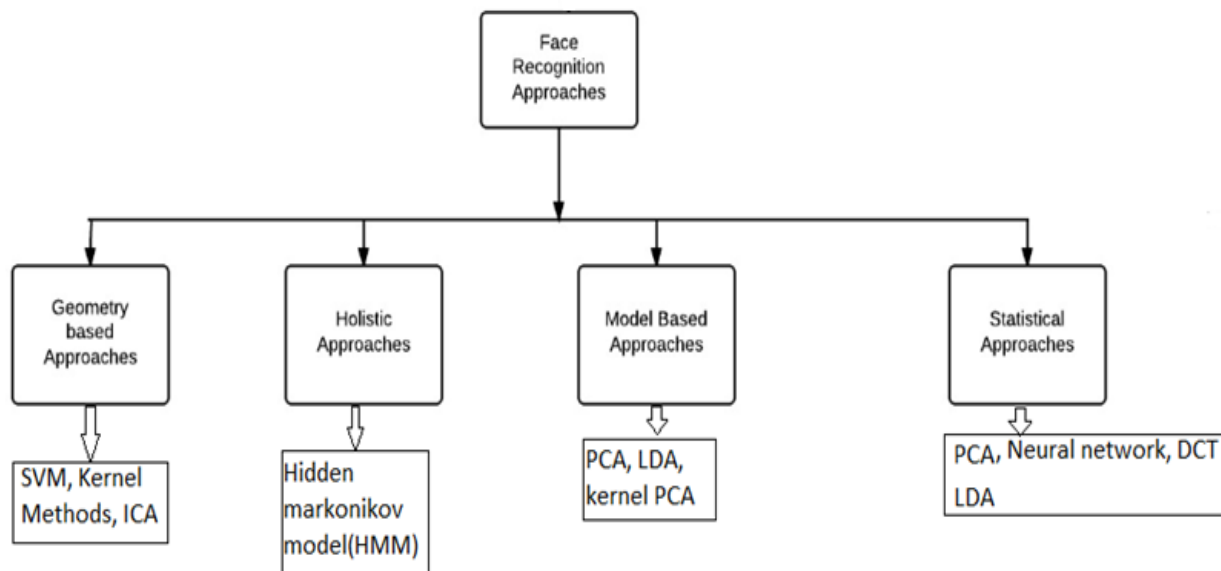 Face
Recognition
Approaches
Geometry
based
Approaches
Holistic
Approaches
Model Based
Approaches
Statistical
Approaches
SVM, Kernel
Methods, ICA
Hidden
markonikov
model(HMM)
PCA, LDA,
kernel PCA
PCA, Neural network, DCT
LDA